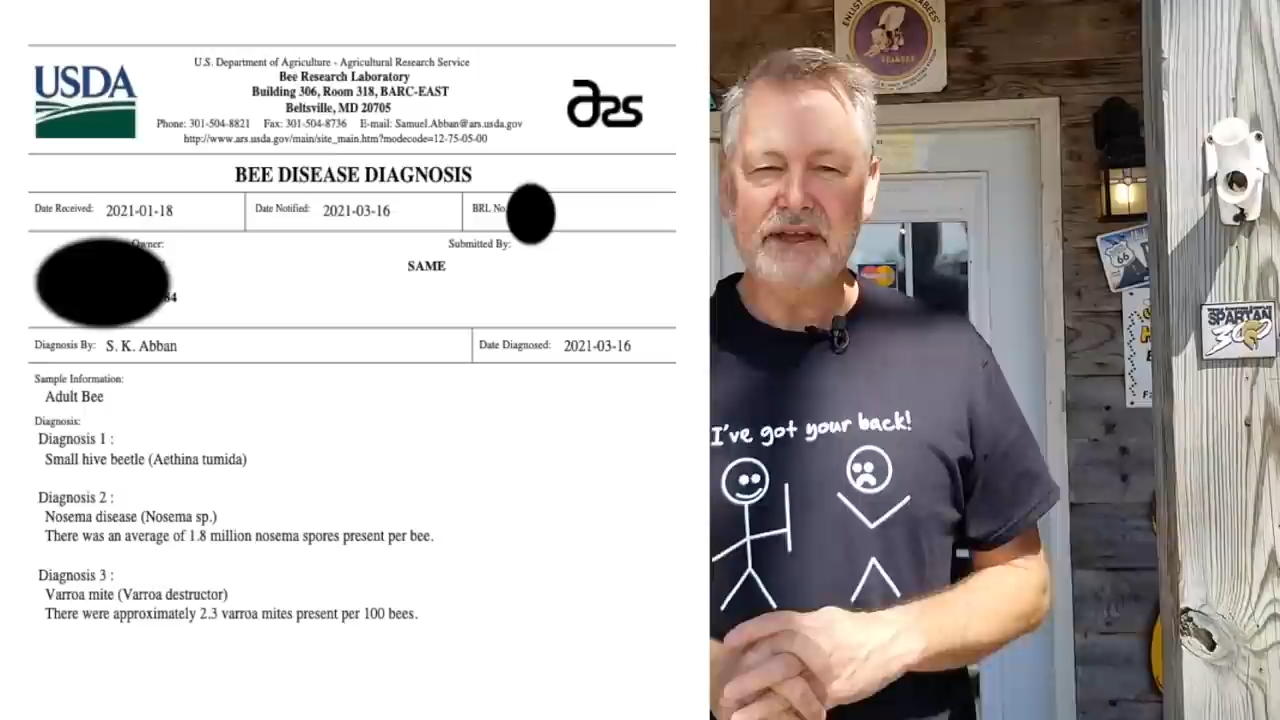 USDA
U.S. Department of Agriculture - Agricultural Research Service
Bee Research Laboratory
Building 306, Room 318, BARC-EAST
Beltsville, MD 20705
Phone: 301-504-8821 Fax: 301-504-8736 E-mail: Samuel.Abban@ars.usda.gov
http://www.ars.usda.gov/main/site_main.htm?modecode=12-75-05-00
ars
BEE DISEASE DIAGNOSIS
Date Received: 2021-01-18
Date Notified: 2021-03-16
BRL No
Owner:
Submitted By:
SAME
84
Diagnosis By: S. K. Abban
Date Diagnosed: 2021-03-16
Sample Information:
Adult Bee
Diagnosis:
Diagnosis 1 :
Small hive beetle (Aethina tumida)
Diagnosis 2 :
Nosema disease (Nosema sp.)
There was an average of 1.8 million nosema spores present per bee.
Diagnosis 3 :
Varroa mite (Varroa destructor)
There were approximately 2.3 varroa mites present per 100 bees.
SEABEES
66
SPARTAN
300
I've got your back!